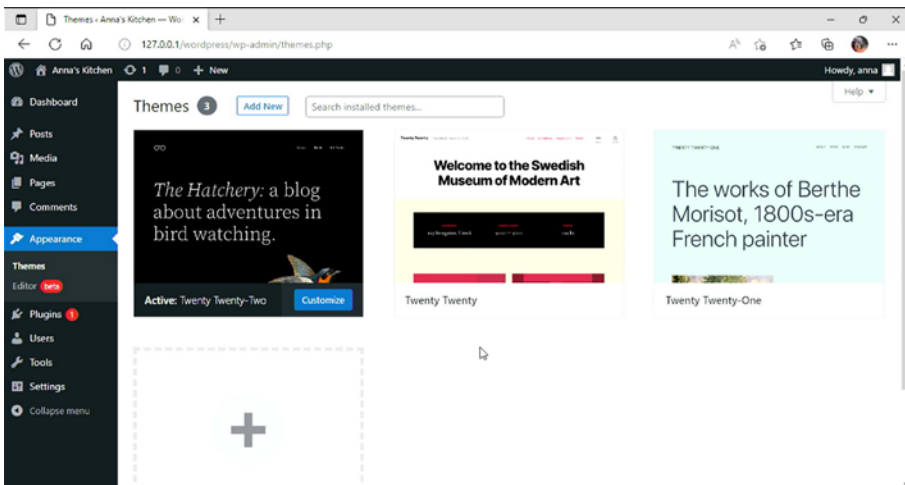 Themes ‹ Anna's Kitchen — Wo
127.0.0.1/wordpress/wp-admin/themes.php
Anna's Kitchen 1 0 + New Howdy, anna
Help
Dashboard
Posts
Media
Pages
Comments
Appearance
Themes
Editor beta
Plugins 1
Users
Tools
Settings
Collapse menu
Themes 3 Add New Search installed themes...
The Hatchery: a blog
about adventures in
bird watching.
Active: Twenty Twenty-Two Customize
Twenty Twenty
Welcome to the Swedish
Museum of Modern Art
Twenty Twenty
The works of Berthe
Morisot, 1800s-era
French painter
Twenty Twenty-One